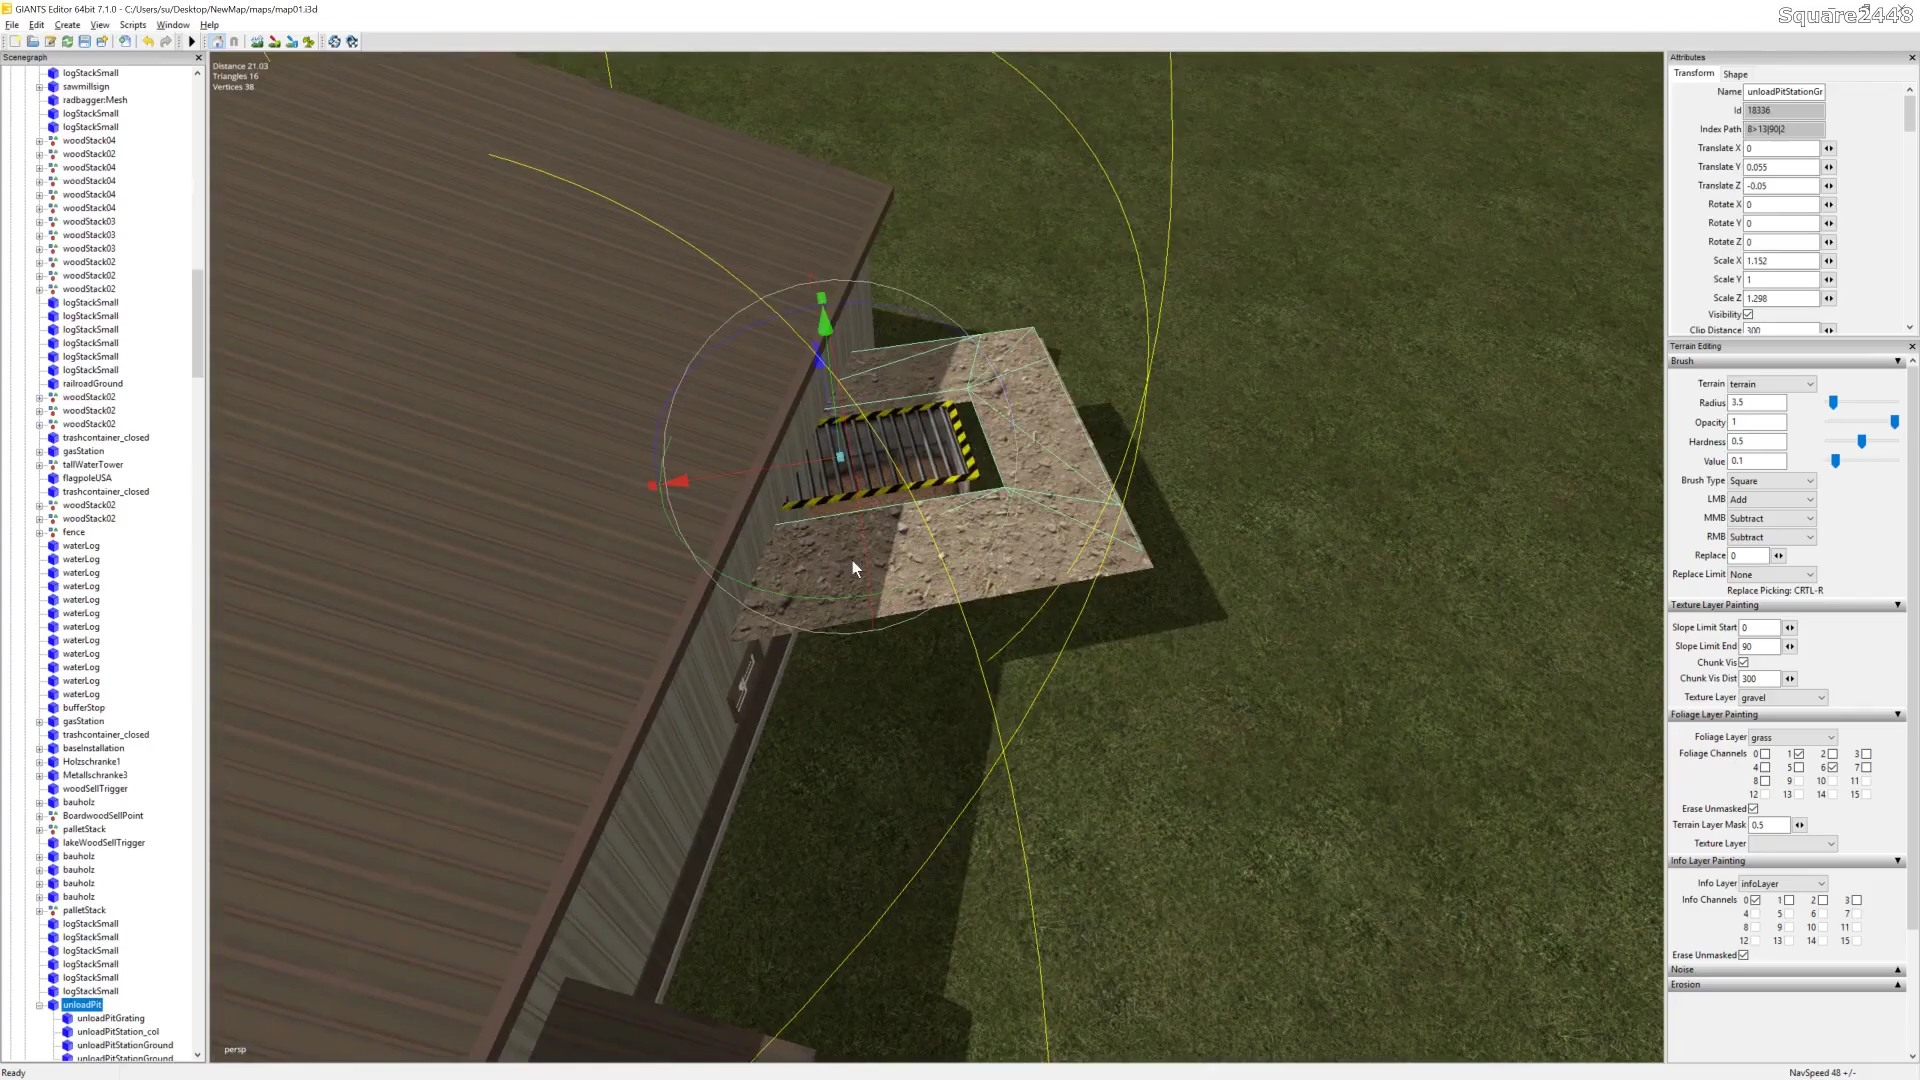 GIANTS Editor 64bit 7.1.0 - C:/Users/su/Desktop/NewMap/maps/map01.i3d
Square2448
File Edit Create View Scripts Window Help
Scenegraph
logStackSmall
sawmillsign
radbagger:Mesh
logStackSmall
logStackSmall
woodStack04
woodStack02
woodStack04
woodStack04
woodStack04
woodStack04
woodStack03
woodStack03
woodStack03
woodStack02
woodStack02
woodStack02
logStackSmall
logStackSmall
logStackSmall
logStackSmall
logStackSmall
logStackSmall
railroadGround
woodStack02
woodStack02
woodStack02
trashcontainer_closed
gasStation
tallWaterTower
flagpoleUSA
trashcontainer_closed
woodStack02
woodStack02
fence
waterLog
waterLog
waterLog
waterLog
waterLog
waterLog
waterLog
waterLog
waterLog
waterLog
waterLog
waterLog
bufferStop
gasStation
trashcontainer_closed
baseInstallation
Holzschranke1
Metallschranke3
woodSellTrigger
bauholz
BoardwoodSellPoint
palletStack
lakeWoodSellTrigger
bauholz
bauholz
bauholz
bauholz
palletStack
logStackSmall
logStackSmall
logStackSmall
logStackSmall
logStackSmall
logStackSmall
unloadPit
unloadPitGrating
unloadPitStation_col
unloadPitStationGround
unloadPitStationGround
Distance 21.03
Triangles 16
Vertices 38
persp
Attributes
Transform Shape
Name unloadPitStationGr
Id 18336
Index Path 8>13|90|2
Translate X 0
Translate Y 0.055
Translate Z -0.05
Rotate X 0
Rotate Y 0
Rotate Z 0
Scale X 1.152
Scale Y 1
Scale Z 1.298
Visibility
Clip Distance 300
Terrain Editing
Brush
Terrain terrain
Radius 3.5
Opacity 1
Hardness 0.5
Value 0.1
Brush Type Square
LMB Add
MMB Subtract
RMB Subtract
Replace 0
Replace Limit None
Replace Picking: CRTL-R
Texture Layer Painting
Slope Limit Start 0
Slope Limit End 90
Chunk Vis
Chunk Vis Dist 300
Texture Layer gravel
Foliage Layer Painting
Foliage Layer grass
Foliage Channels 0 1 2 3
4 5 6 7
8 9 10 11
12 13 14 15
Erase Unmasked
Terrain Layer Mask 0.5
Texture Layer
Info Layer Painting
Info Layer infoLayer
Info Channels 0 1 2 3
4 5 6 7
8 9 10 11
12 13 14 15
Erase Unmasked
Noise
Erosion
Ready
NavSpeed 48 +/-